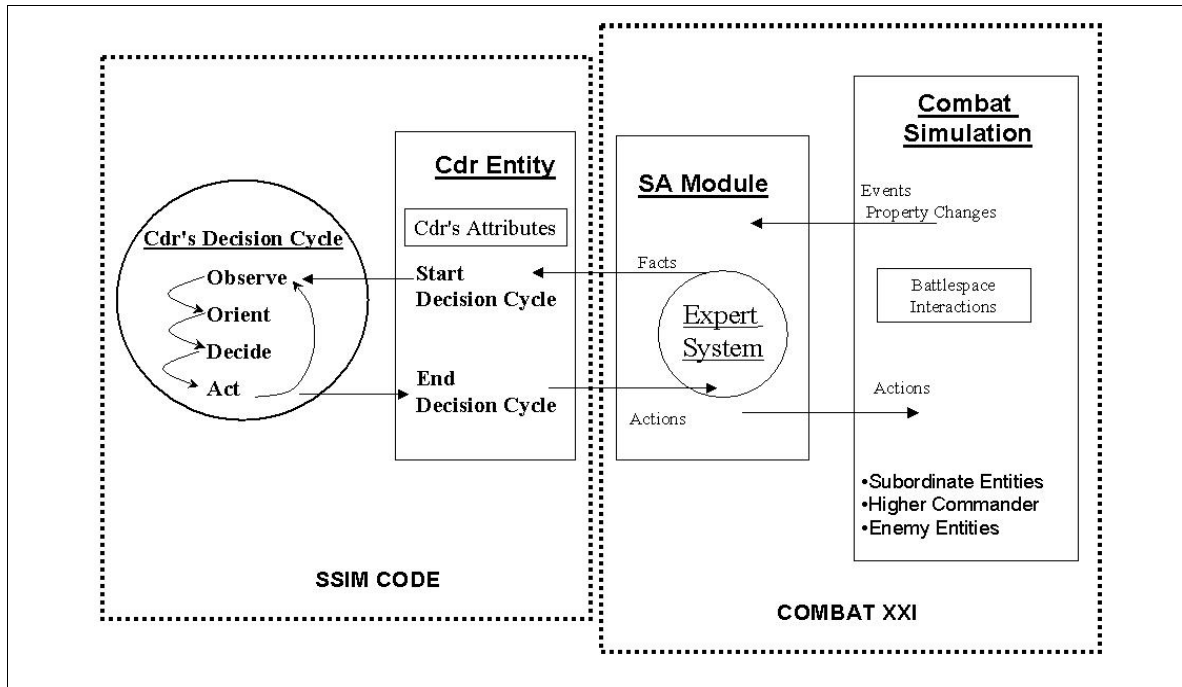 Cdr's Decision Cycle
Observe
Orient
Decide
Act
Cdr Entity
Cdr's Attributes
Start
Decision Cycle
End
Decision Cycle
SSIM CODE
SA Module
Facts
Expert
System
Actions
Combat
Simulation
Events
Property Changes
Battlespace
Interactions
Actions
•Subordinate Entities
•Higher Commander
•Enemy Entities
COMBAT XXI